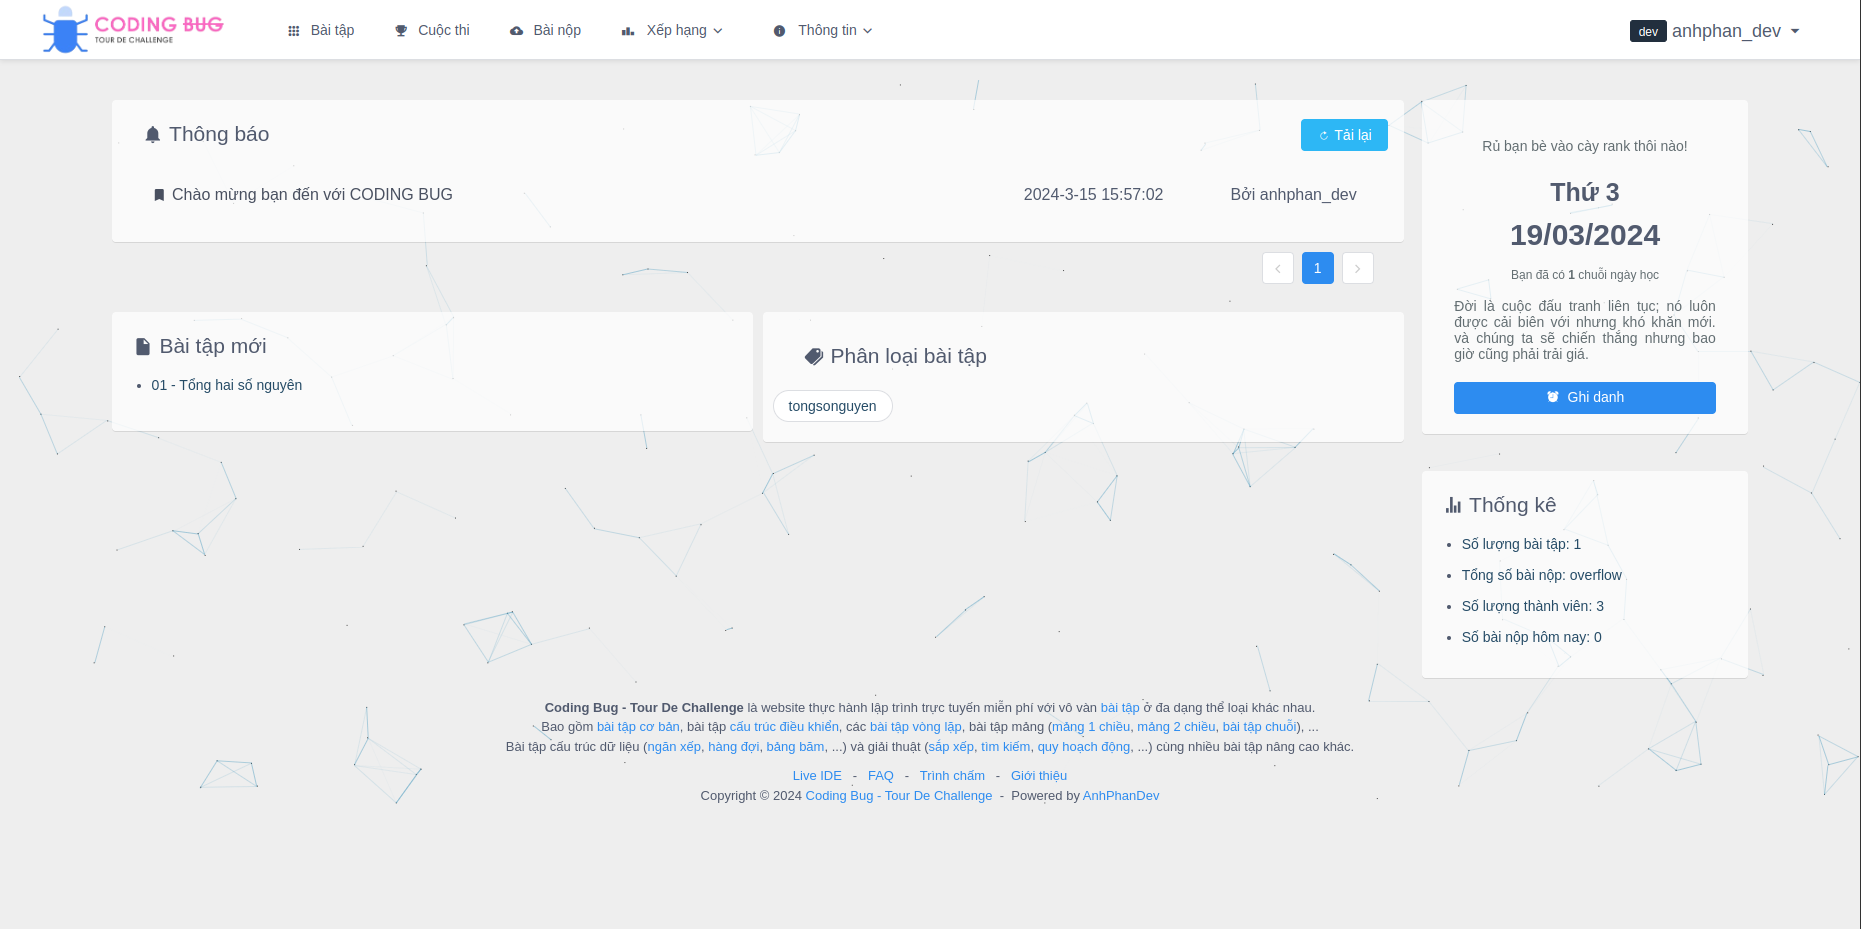 CODING BUG
TOUR DE CHALLENGE
Bài tập
Cuộc thi
Bài nộp
Xếp hạng
Thông tin
dev anhphan_dev
Thông báo
Tải lại
Chào mừng bạn đến với CODING BUG 2024-3-15 15:57:02 Bởi anhphan_dev
1
Bài tập mới
01 - Tổng hai số nguyên
Phân loại bài tập
tongsonguyen
Rủ bạn bè vào cày rank thôi nào!
Thứ 3
19/03/2024
Bạn đã có 1 chuỗi ngày học
Đời là cuộc đấu tranh liên tục; nó luôn
được cải biên với nhưng khó khăn mới.
và chúng ta sẽ chiến thắng nhưng bao
giờ cũng phải trải giá.
Ghi danh
Thống kê
Số lượng bài tập: 1
Tổng số bài nộp: overflow
Số lượng thành viên: 3
Số bài nộp hôm nay: 0
Coding Bug - Tour De Challenge là website thực hành lập trình trực tuyến miễn phí với vô vàn bài tập ở đa dạng thể loại khác nhau.
Bao gồm bài tập cơ bản, bài tập cấu trúc điều khiển, các bài tập vòng lặp, bài tập mảng (mảng 1 chiều, mảng 2 chiều, bài tập chuỗi), ...
Bài tập cấu trúc dữ liệu (ngăn xếp, hàng đợi, bảng băm, ...) và giải thuật (sắp xếp, tìm kiếm, quy hoạch động, ...) cùng nhiều bài tập nâng cao khác.
Live IDE - FAQ - Trình chấm - Giới thiệu
Copyright © 2024 Coding Bug - Tour De Challenge - Powered by AnhPhanDev